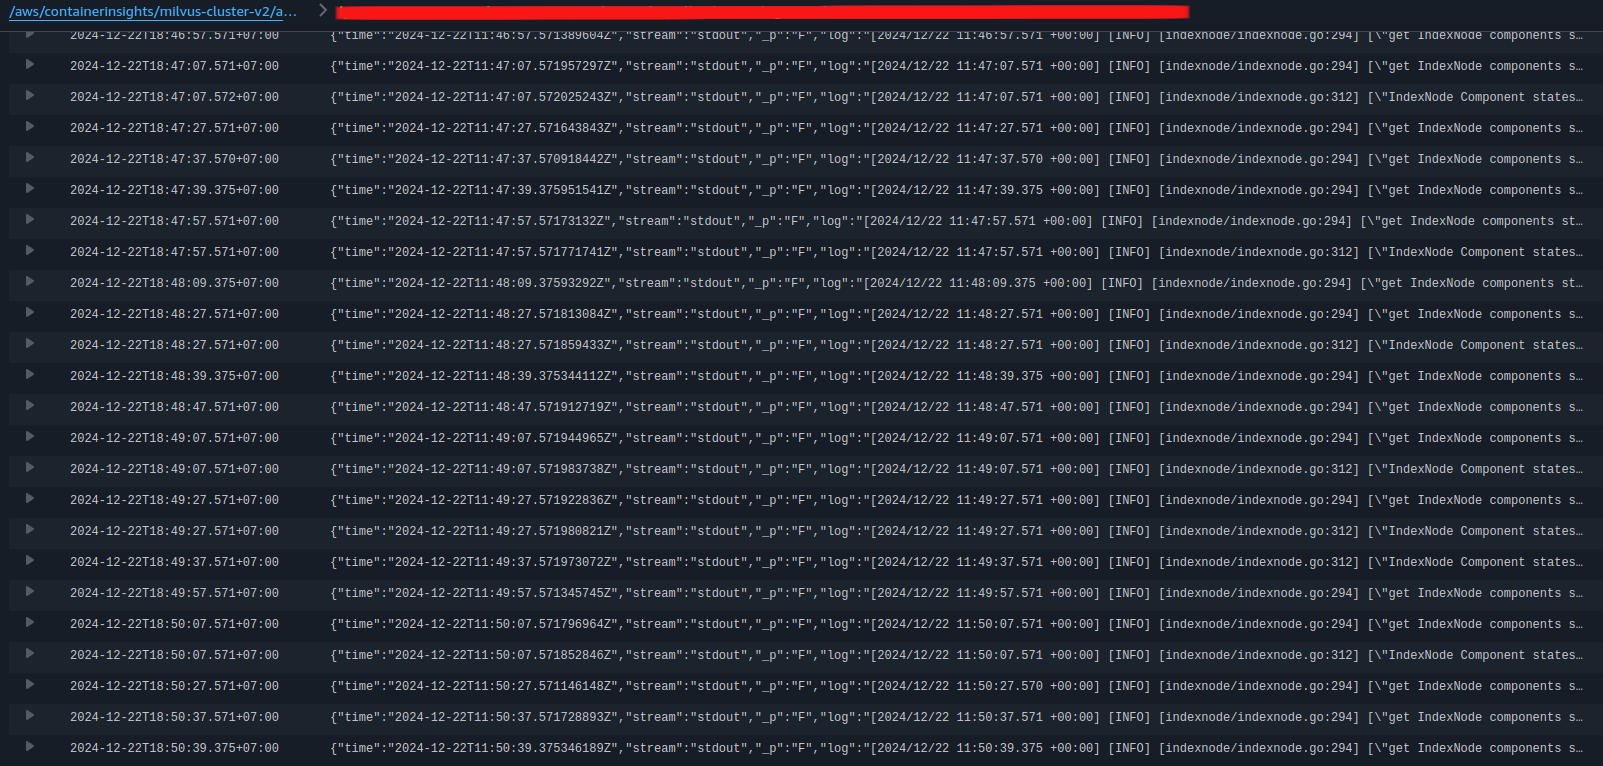 /aws/containerinsights/milvus-cluster-v2/a...
2024-12-22T18:46:57.571+07:00 {"time":"2024-12-22T11:46:57.571389604Z","stream":"stdout","_p":"F","log":"[2024/12/22 11:46:57.571 +00:00] [INFO] [indexnode/indexnode.go:294] [\"get IndexNode components s…
2024-12-22T18:47:07.571+07:00 {"time":"2024-12-22T11:47:07.571957297Z","stream":"stdout","_p":"F","log":"[2024/12/22 11:47:07.571 +00:00] [INFO] [indexnode/indexnode.go:294] [\"get IndexNode components s…
2024-12-22T18:47:07.572+07:00 {"time":"2024-12-22T11:47:07.572025243Z","stream":"stdout","_p":"F","log":"[2024/12/22 11:47:07.571 +00:00] [INFO] [indexnode/indexnode.go:312] [\"IndexNode Component states…
2024-12-22T18:47:27.571+07:00 {"time":"2024-12-22T11:47:27.571643843Z","stream":"stdout","_p":"F","log":"[2024/12/22 11:47:27.571 +00:00] [INFO] [indexnode/indexnode.go:294] [\"get IndexNode components s…
2024-12-22T18:47:37.570+07:00 {"time":"2024-12-22T11:47:37.570918442Z","stream":"stdout","_p":"F","log":"[2024/12/22 11:47:37.570 +00:00] [INFO] [indexnode/indexnode.go:294] [\"get IndexNode components s…
2024-12-22T18:47:39.375+07:00 {"time":"2024-12-22T11:47:39.375951541Z","stream":"stdout","_p":"F","log":"[2024/12/22 11:47:39.375 +00:00] [INFO] [indexnode/indexnode.go:294] [\"get IndexNode components s…
2024-12-22T18:47:57.571+07:00 {"time":"2024-12-22T11:47:57.57173132Z","stream":"stdout","_p":"F","log":"[2024/12/22 11:47:57.571 +00:00] [INFO] [indexnode/indexnode.go:294] [\"get IndexNode components st…
2024-12-22T18:47:57.571+07:00 {"time":"2024-12-22T11:47:57.571771741Z","stream":"stdout","_p":"F","log":"[2024/12/22 11:47:57.571 +00:00] [INFO] [indexnode/indexnode.go:312] [\"IndexNode Component states…
2024-12-22T18:48:09.375+07:00 {"time":"2024-12-22T11:48:09.37593292Z","stream":"stdout","_p":"F","log":"[2024/12/22 11:48:09.375 +00:00] [INFO] [indexnode/indexnode.go:294] [\"get IndexNode components st…
2024-12-22T18:48:27.571+07:00 {"time":"2024-12-22T11:48:27.571813084Z","stream":"stdout","_p":"F","log":"[2024/12/22 11:48:27.571 +00:00] [INFO] [indexnode/indexnode.go:294] [\"get IndexNode components s…
2024-12-22T18:48:27.571+07:00 {"time":"2024-12-22T11:48:27.571859433Z","stream":"stdout","_p":"F","log":"[2024/12/22 11:48:27.571 +00:00] [INFO] [indexnode/indexnode.go:312] [\"IndexNode Component states…
2024-12-22T18:48:39.375+07:00 {"time":"2024-12-22T11:48:39.375344112Z","stream":"stdout","_p":"F","log":"[2024/12/22 11:48:39.375 +00:00] [INFO] [indexnode/indexnode.go:294] [\"get IndexNode components s…
2024-12-22T18:48:47.571+07:00 {"time":"2024-12-22T11:48:47.571912719Z","stream":"stdout","_p":"F","log":"[2024/12/22 11:48:47.571 +00:00] [INFO] [indexnode/indexnode.go:294] [\"get IndexNode components s…
2024-12-22T18:49:07.571+07:00 {"time":"2024-12-22T11:49:07.571944965Z","stream":"stdout","_p":"F","log":"[2024/12/22 11:49:07.571 +00:00] [INFO] [indexnode/indexnode.go:294] [\"get IndexNode components s…
2024-12-22T18:49:07.571+07:00 {"time":"2024-12-22T11:49:07.571983738Z","stream":"stdout","_p":"F","log":"[2024/12/22 11:49:07.571 +00:00] [INFO] [indexnode/indexnode.go:312] [\"IndexNode Component states…
2024-12-22T18:49:27.571+07:00 {"time":"2024-12-22T11:49:27.571922836Z","stream":"stdout","_p":"F","log":"[2024/12/22 11:49:27.571 +00:00] [INFO] [indexnode/indexnode.go:294] [\"get IndexNode components s…
2024-12-22T18:49:27.571+07:00 {"time":"2024-12-22T11:49:27.571980821Z","stream":"stdout","_p":"F","log":"[2024/12/22 11:49:27.571 +00:00] [INFO] [indexnode/indexnode.go:312] [\"IndexNode Component states…
2024-12-22T18:49:37.571+07:00 {"time":"2024-12-22T11:49:37.571973072Z","stream":"stdout","_p":"F","log":"[2024/12/22 11:49:37.571 +00:00] [INFO] [indexnode/indexnode.go:312] [\"IndexNode Component states…
2024-12-22T18:49:57.571+07:00 {"time":"2024-12-22T11:49:57.571345745Z","stream":"stdout","_p":"F","log":"[2024/12/22 11:49:57.571 +00:00] [INFO] [indexnode/indexnode.go:294] [\"get IndexNode components s…
2024-12-22T18:50:07.571+07:00 {"time":"2024-12-22T11:50:07.571796964Z","stream":"stdout","_p":"F","log":"[2024/12/22 11:50:07.571 +00:00] [INFO] [indexnode/indexnode.go:294] [\"get IndexNode components s…
2024-12-22T18:50:07.571+07:00 {"time":"2024-12-22T11:50:07.571852846Z","stream":"stdout","_p":"F","log":"[2024/12/22 11:50:07.571 +00:00] [INFO] [indexnode/indexnode.go:312] [\"IndexNode Component states…
2024-12-22T18:50:27.571+07:00 {"time":"2024-12-22T11:50:27.571146148Z","stream":"stdout","_p":"F","log":"[2024/12/22 11:50:27.570 +00:00] [INFO] [indexnode/indexnode.go:294] [\"get IndexNode components s…
2024-12-22T18:50:37.571+07:00 {"time":"2024-12-22T11:50:37.571728893Z","stream":"stdout","_p":"F","log":"[2024/12/22 11:50:37.571 +00:00] [INFO] [indexnode/indexnode.go:294] [\"get IndexNode components s…
2024-12-22T18:50:39.375+07:00 {"time":"2024-12-22T11:50:39.375346189Z","stream":"stdout","_p":"F","log":"[2024/12/22 11:50:39.375 +00:00] [INFO] [indexnode/indexnode.go:294] [\"get IndexNode components s…